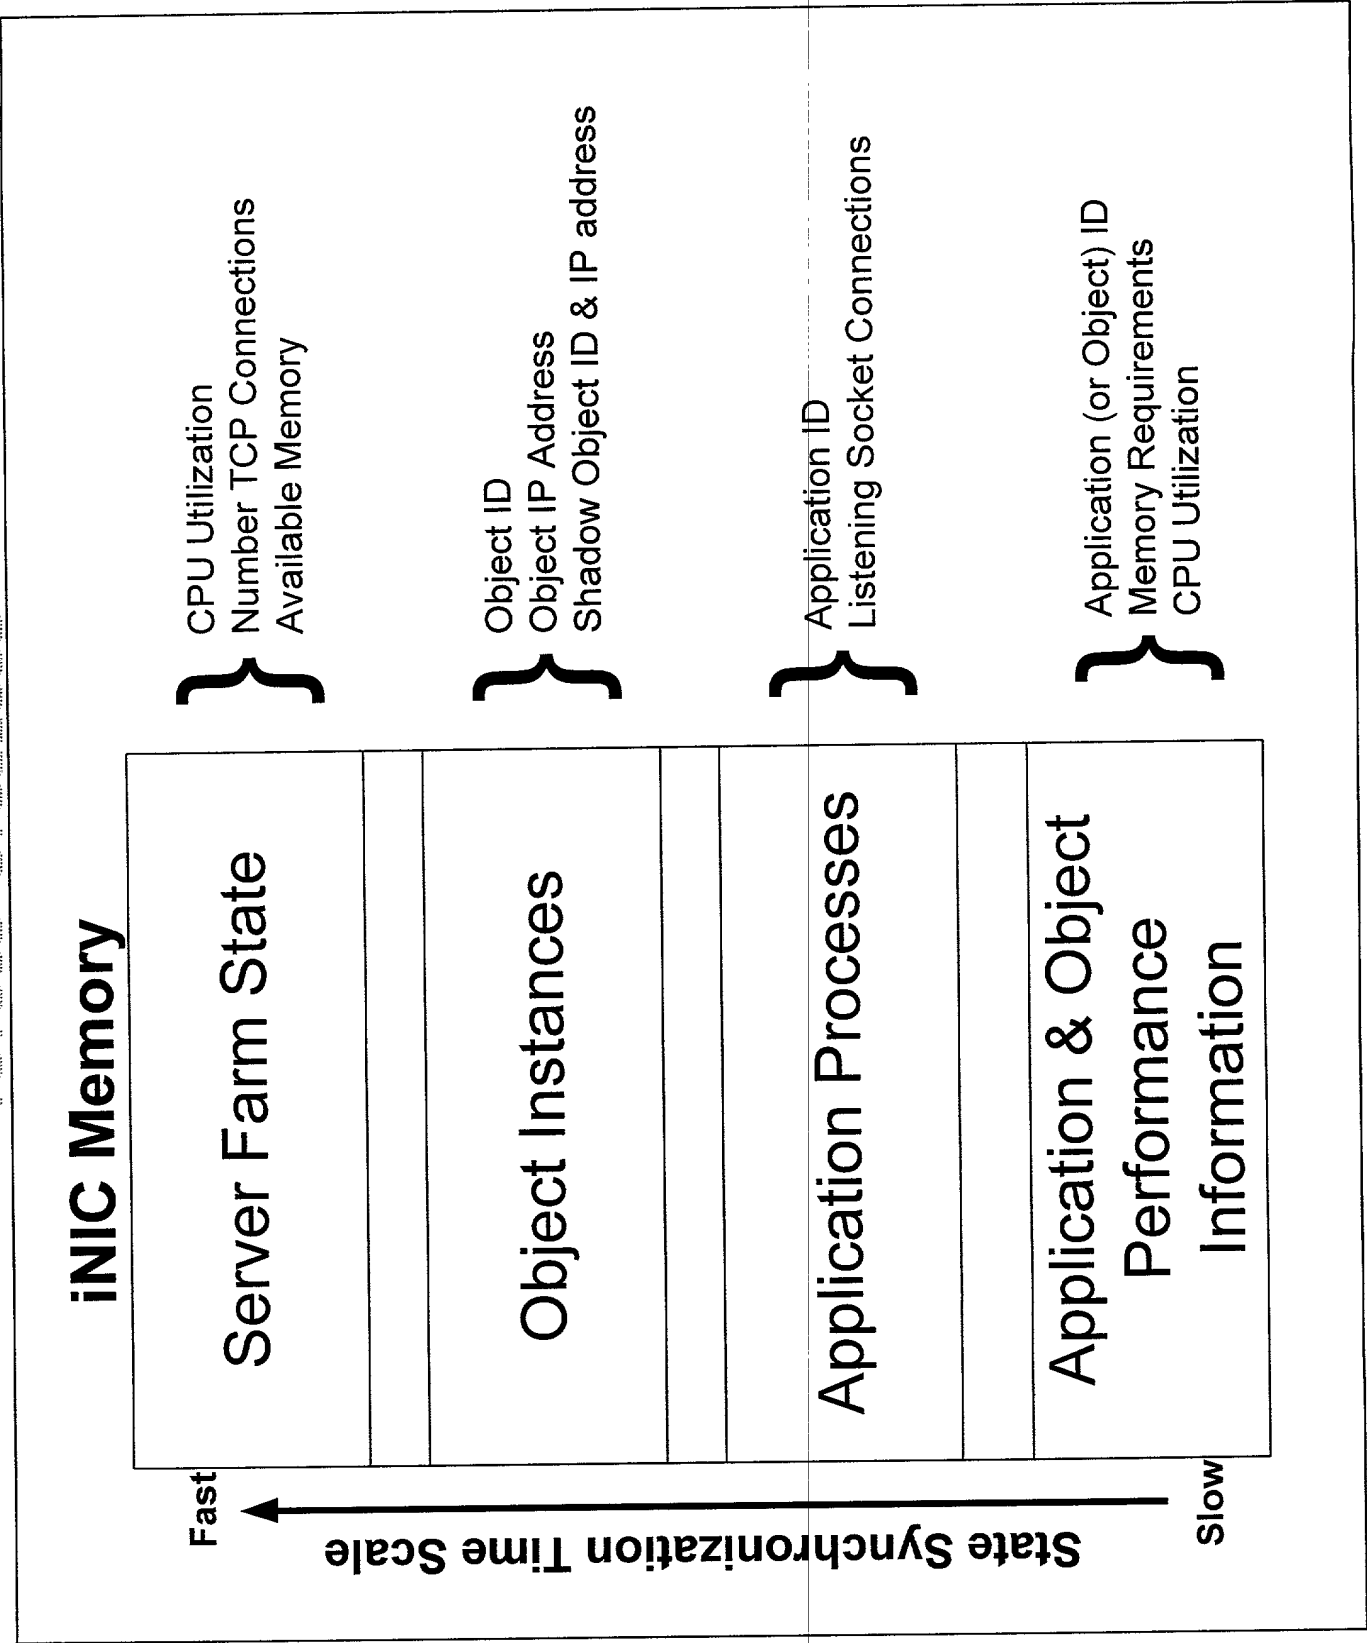 iNIC Memory
Fast
State Synchronization Time Scale
Slow
Server Farm State
CPU Utilization
Number TCP Connections
Available Memory
Object Instances
Object ID
Object IP Address
Shadow Object ID & IP address
Application Processes
Application ID
Listening Socket Connections
Application & Object
Performance
Information
Application (or Object) ID
Memory Requirements
CPU Utilization